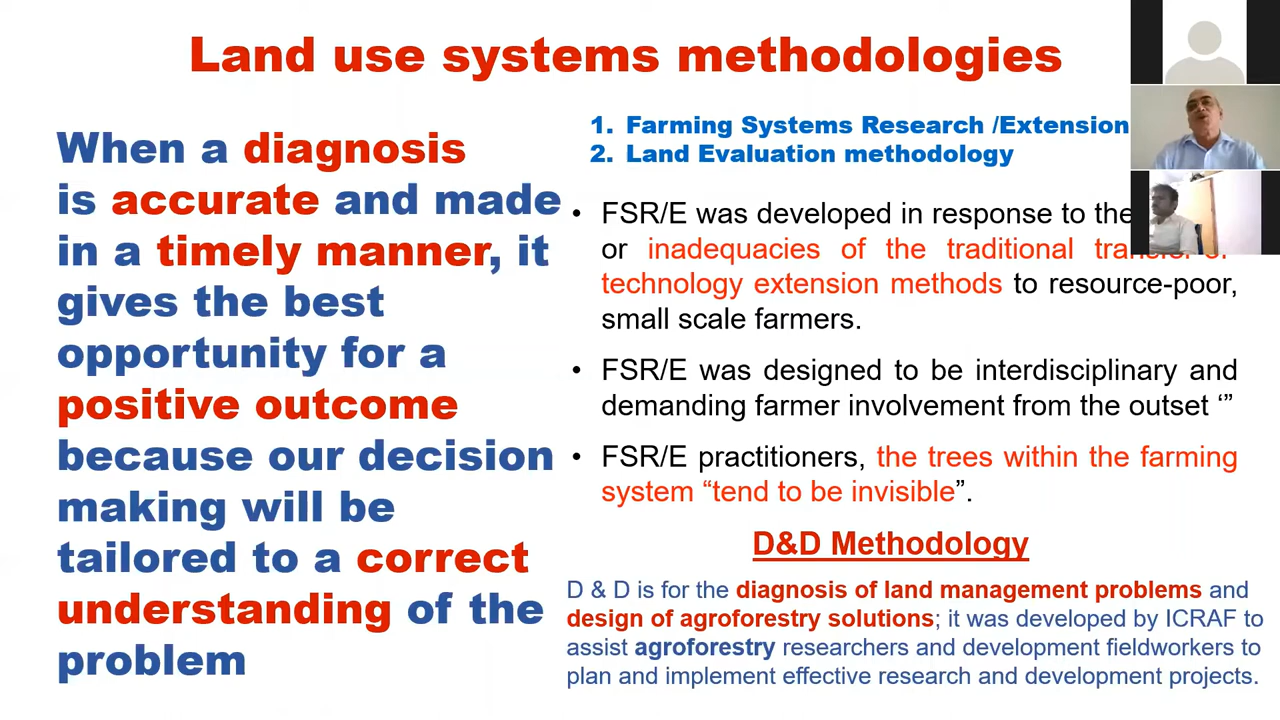 Land use systems methodologies
When a diagnosis
is accurate and made
in a timely manner, it
gives the best
opportunity for a
positive outcome
because our decision
making will be
tailored to a correct
understanding of the
problem
1. Farming Systems Research /Extension
2. Land Evaluation methodology
• FSR/E was developed in response to the
or inadequacies of the traditional transfer of
technology extension methods to resource-poor,
small scale farmers.
• FSR/E was designed to be interdisciplinary and
demanding farmer involvement from the outset ‘”
• FSR/E practitioners, the trees within the farming
system “tend to be invisible”.
D&D Methodology
D & D is for the diagnosis of land management problems and
design of agroforestry solutions; it was developed by ICRAF to
assist agroforestry researchers and development fieldworkers to
plan and implement effective research and development projects.